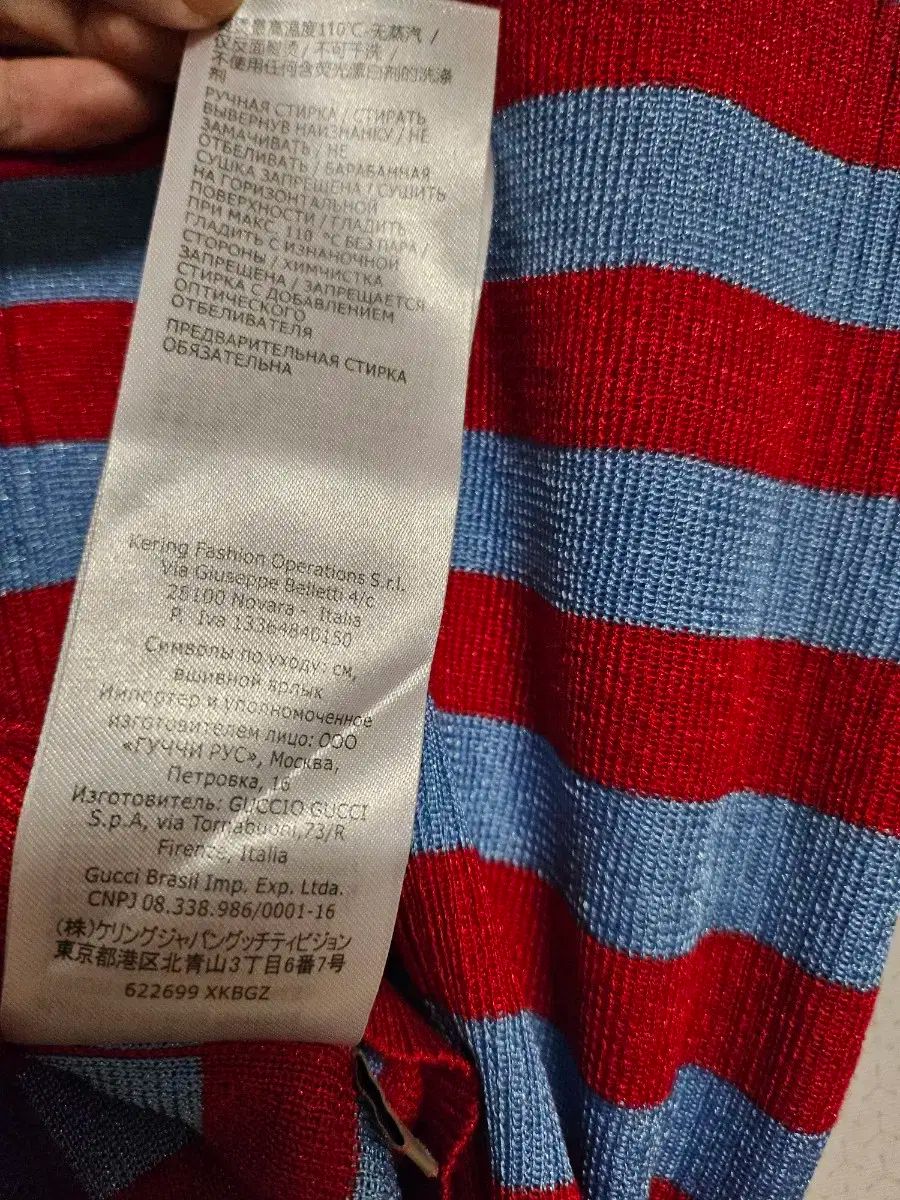 最高温度110℃-无蒸汽 /
仅反面熨烫 / 不可干洗 /
不使用任何含荧光漂白剂的洗涤
剂
РУЧНАЯ СТИРКА / СТИРАТЬ
ВЫВЕРНУВ НАИЗНАНКУ / НЕ
ЗАМАЧИВАТЬ / НЕ
ОТБЕЛИВАТЬ / БАРАБАННАЯ
СУШКА ЗАПРЕЩЕНА / СУШИТЬ
НА ГОРИЗОНТАЛЬНОЙ
ПОВЕРХНОСТИ / ГЛАДИТЬ
ПРИ МАКС. 110 °C БЕЗ ПАРА /
ГЛАДИТЬ С ИЗНАНОЧНОЙ
СТОРОНЫ / ХИМЧИСТКА
ЗАПРЕЩЕНА / ЗАПРЕЩАЕТСЯ
СТИРКА С ДОБАВЛЕНИЕМ
ОПТИЧЕСКОГО
ОТБЕЛИВАТЕЛЯ
ПРЕДВАРИТЕЛЬНАЯ СТИРКА
ОБЯЗАТЕЛЬНА
Kering Fashion Operations S.r.l.
Via Giuseppe Belletti 4/c
28100 Novara - Italia
P. Iva 13364840150
Символы по уходу: см,
вшивной ярлык
Импортер и уполномоченное
изготовителем лицо: ООО
«ГУЧЧИ РУС», Москва,
Петровка, 16
Изготовитель: GUCCIO GUCCI
S.p.A, via Tornabuoni,73/R
Firenze, Italia
Gucci Brasil Imp. Exp. Ltda.
CNPJ 08.338.986/0001-16
(株)ケリングジャパングッチディビジョン
東京都港区北青山3丁目6番7号
622699 XKBGZ